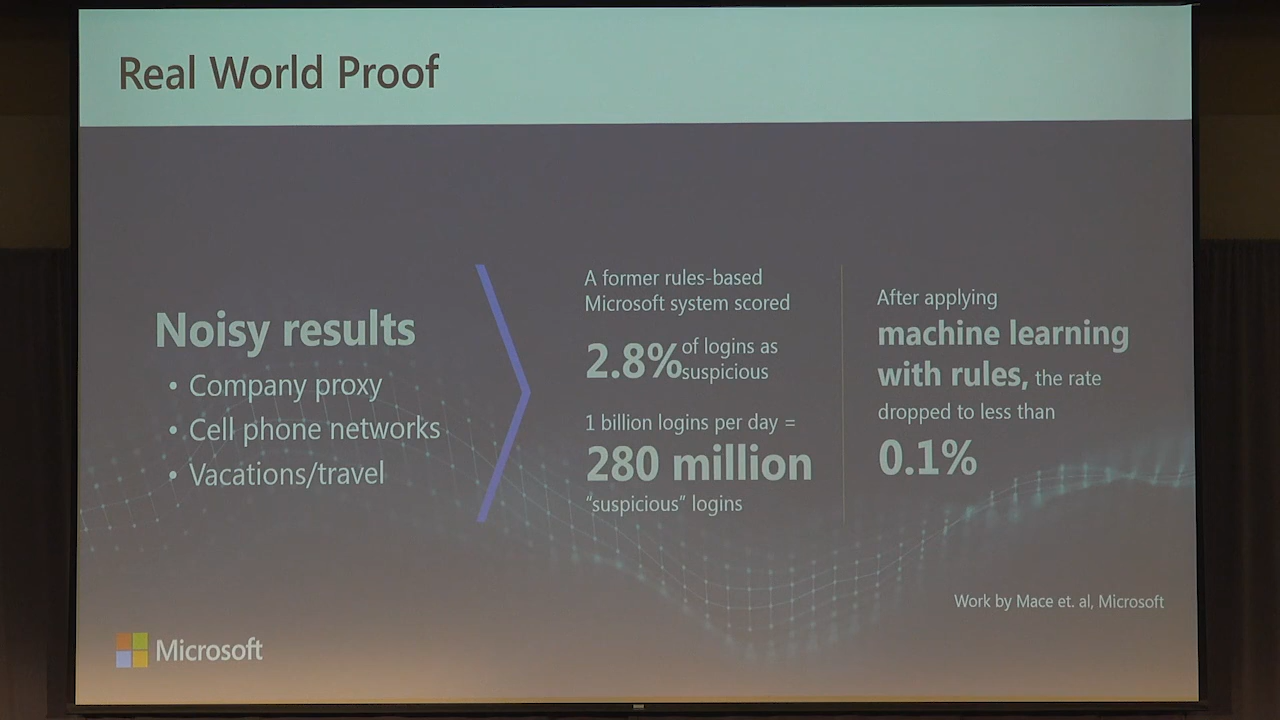 Real World Proof
Noisy results
• Company proxy
• Cell phone networks
• Vacations/travel
A former rules-based
Microsoft system scored
2.8% of logins as
suspicious
1 billion logins per day =
280 million
“suspicious” logins
After applying
machine learning
with rules, the rate
dropped to less than
0.1%
Work by Mace et. al, Microsoft
Microsoft